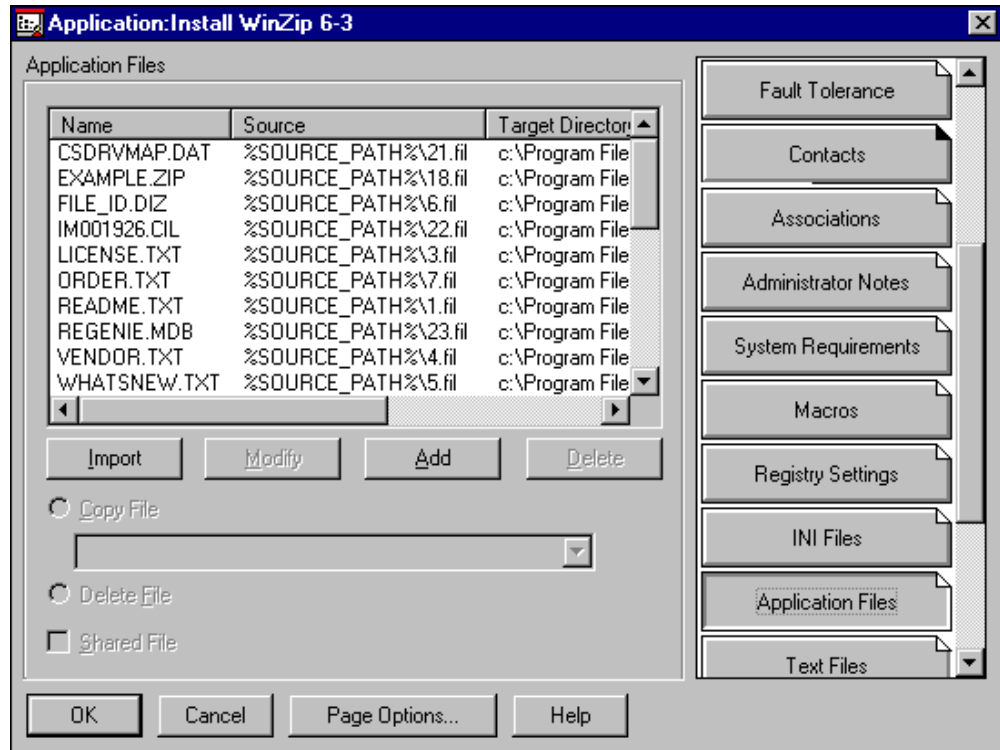 Application:Install WinZip 6-3
Application Files
Name Source Target Director
CSDRVMAP.DAT %SOURCE_PATH%\21.fil c:\Program File
EXAMPLE.ZIP %SOURCE_PATH%\18.fil c:\Program File
FILE_ID.DIZ %SOURCE_PATH%\6.fil c:\Program File
IM001926.CIL %SOURCE_PATH%\22.fil c:\Program File
LICENSE.TXT %SOURCE_PATH%\3.fil c:\Program File
ORDER.TXT %SOURCE_PATH%\7.fil c:\Program File
README.TXT %SOURCE_PATH%\1.fil c:\Program File
REGENIE.MDB %SOURCE_PATH%\23.fil c:\Program File
VENDOR.TXT %SOURCE_PATH%\4.fil c:\Program File
WHATSNEW.TXT %SOURCE_PATH%\5.fil c:\Program File
Import Modify Add Delete
Copy File
Delete File
Shared File
OK Cancel Page Options... Help
Fault Tolerance
Contacts
Associations
Administrator Notes
System Requirements
Macros
Registry Settings
INI Files
Application Files
Text Files